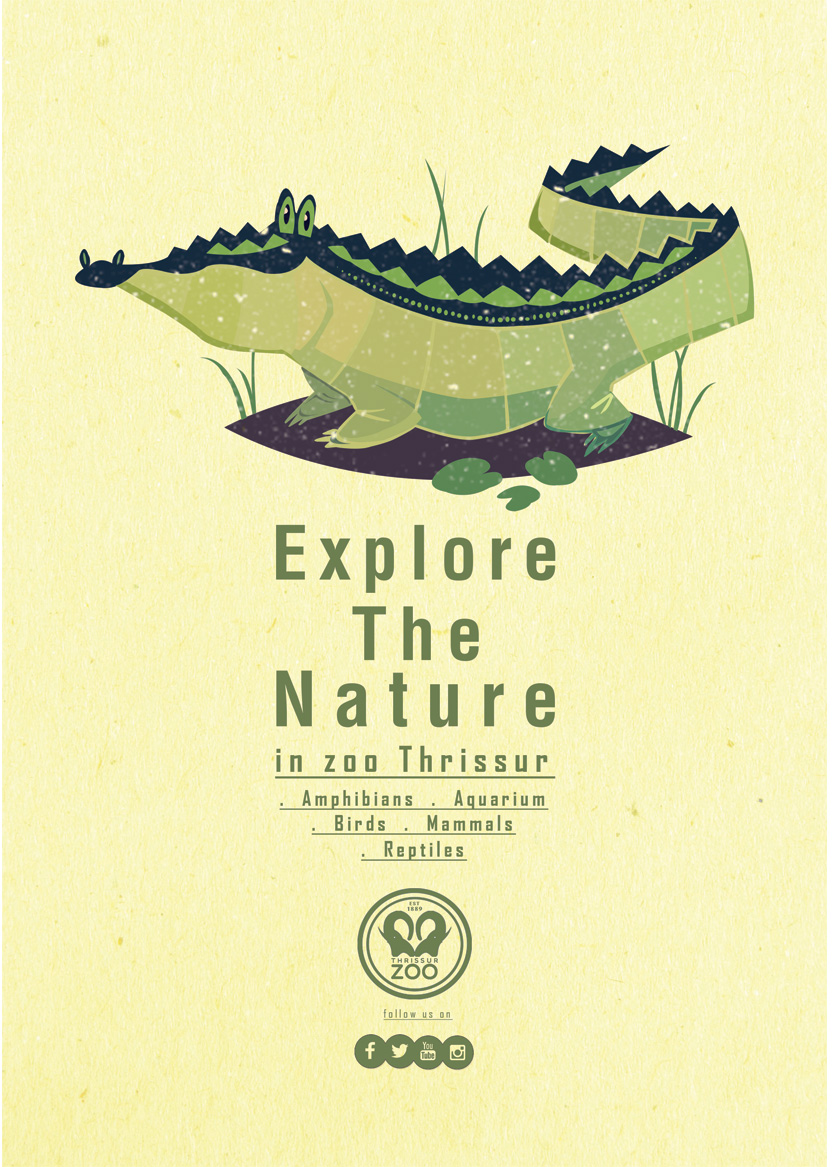 Explore
The
Nature
in zoo Thrissur
. Amphibians . Aquarium
. Birds . Mammals
. Reptiles
EST
1889
THRISSUR
ZOO
follow us on
You
Tube